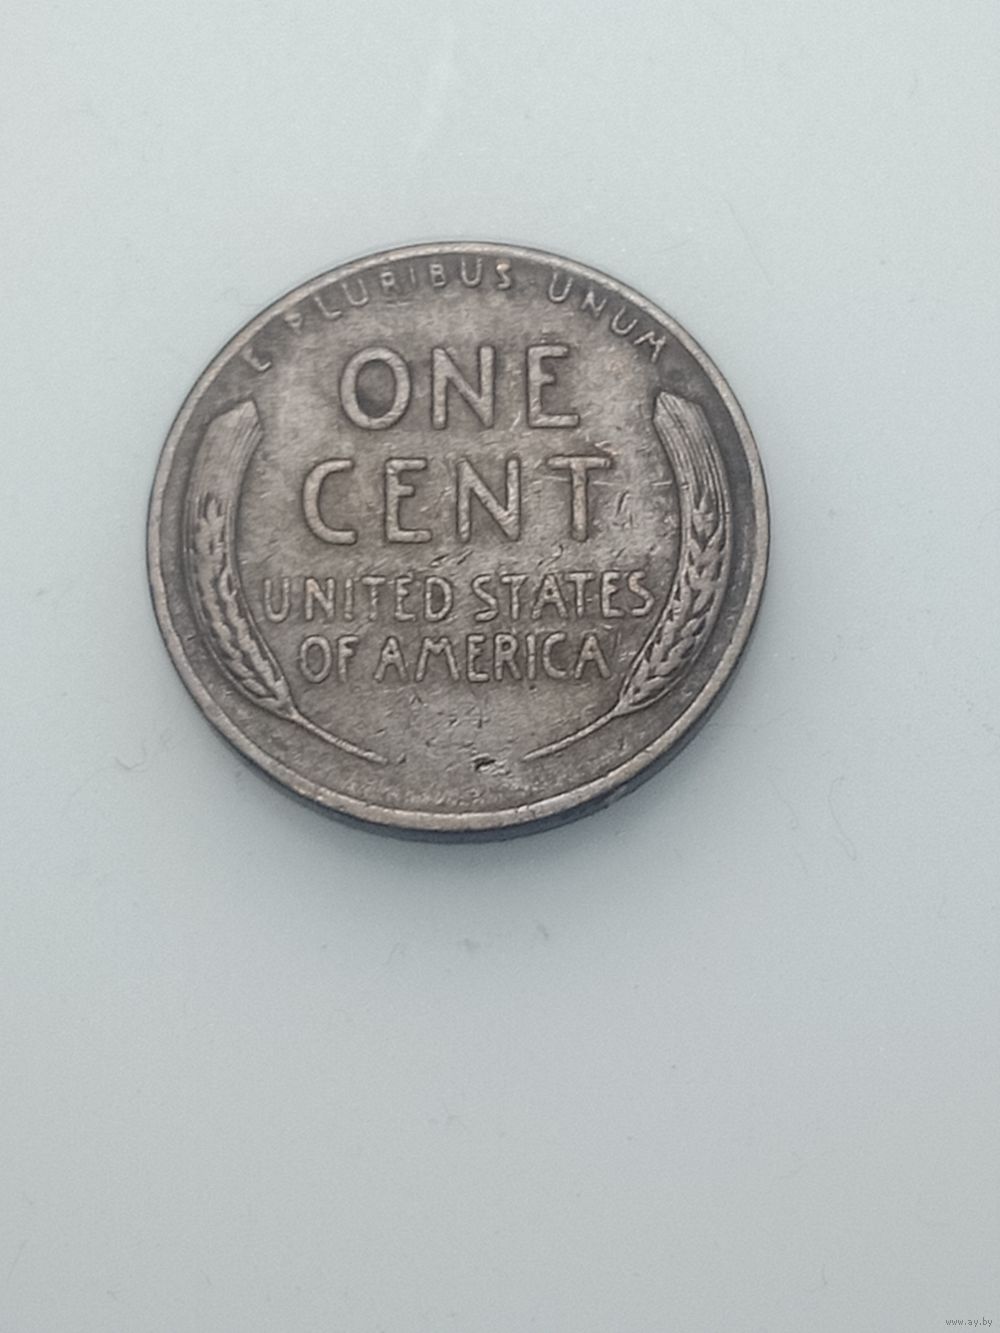 E PLURIBUS UNUM
ONE
CENT
UNITED STATES
OF AMERICA
www.ay.by